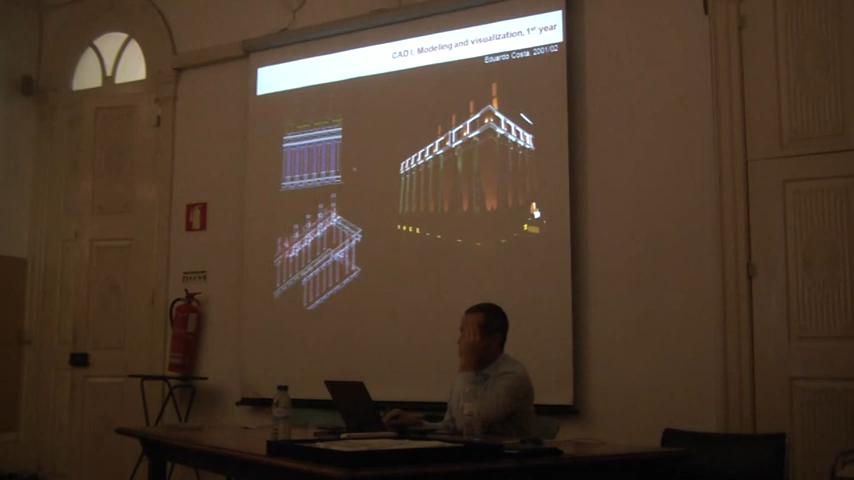 CAD I, Modeling and visualization, 1st year
Eduardo Costa, 2001/02